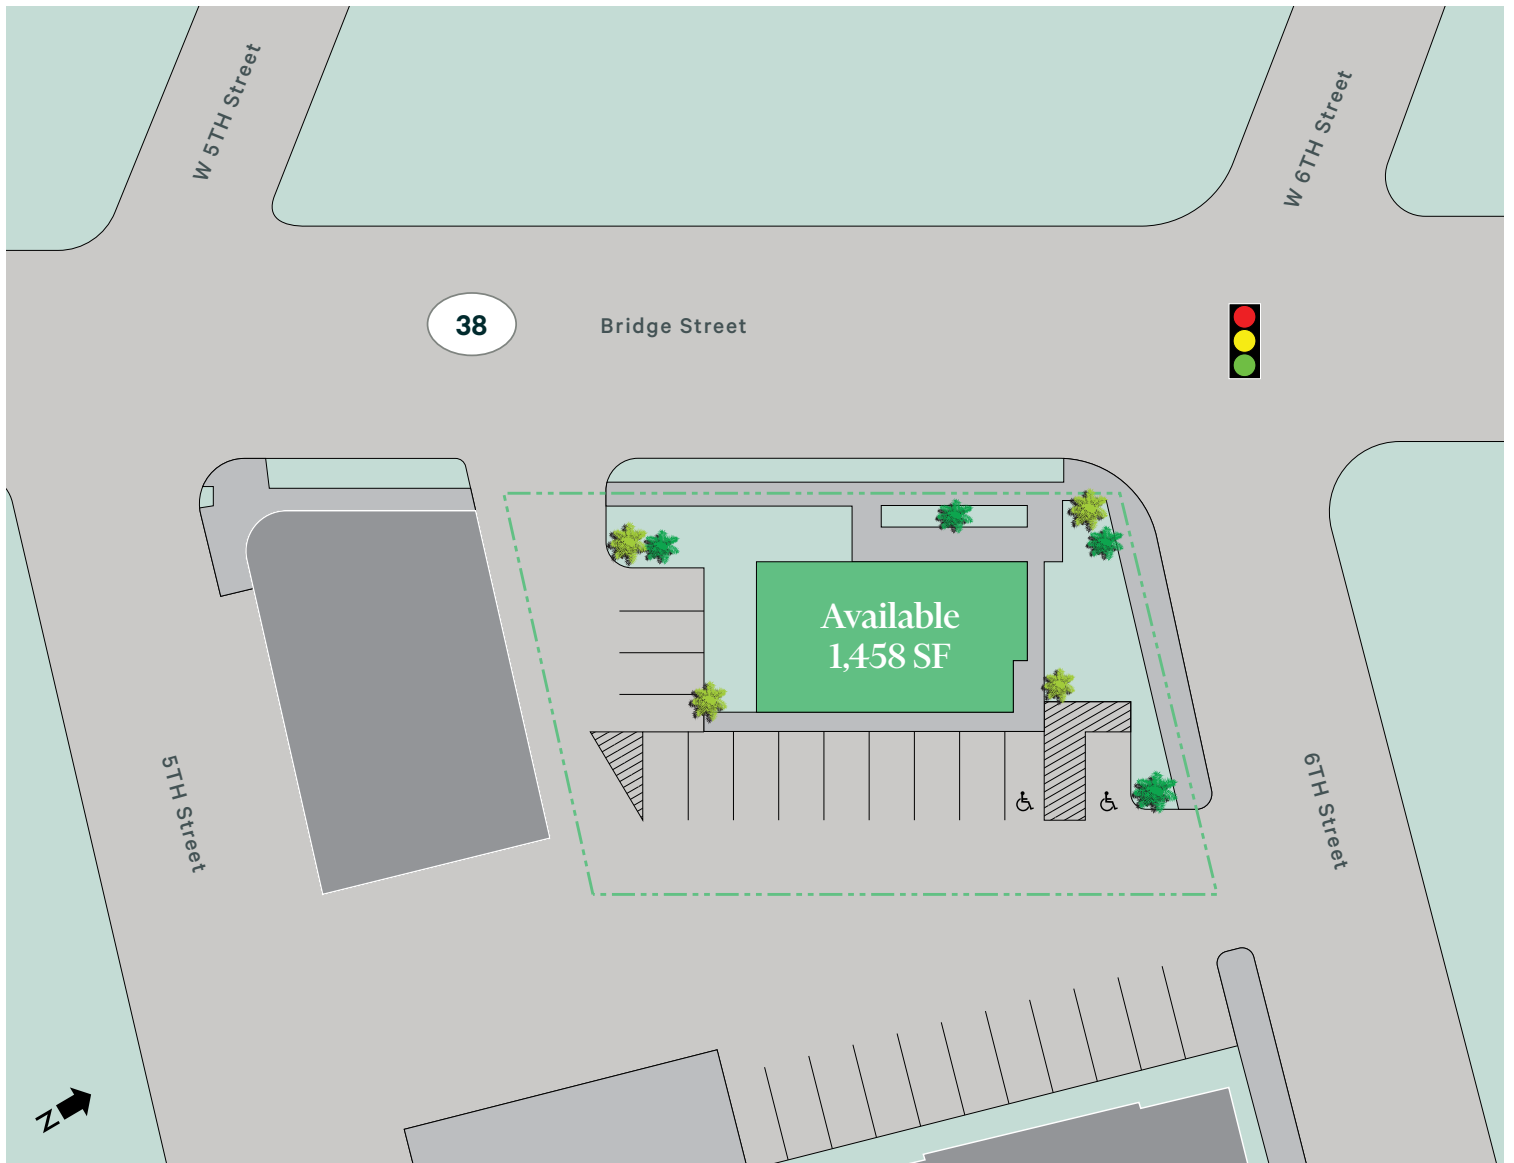 W 5TH Street
W 6TH Street
38
Bridge Street
Available
1,458 SF
5TH Street
6TH Street
N